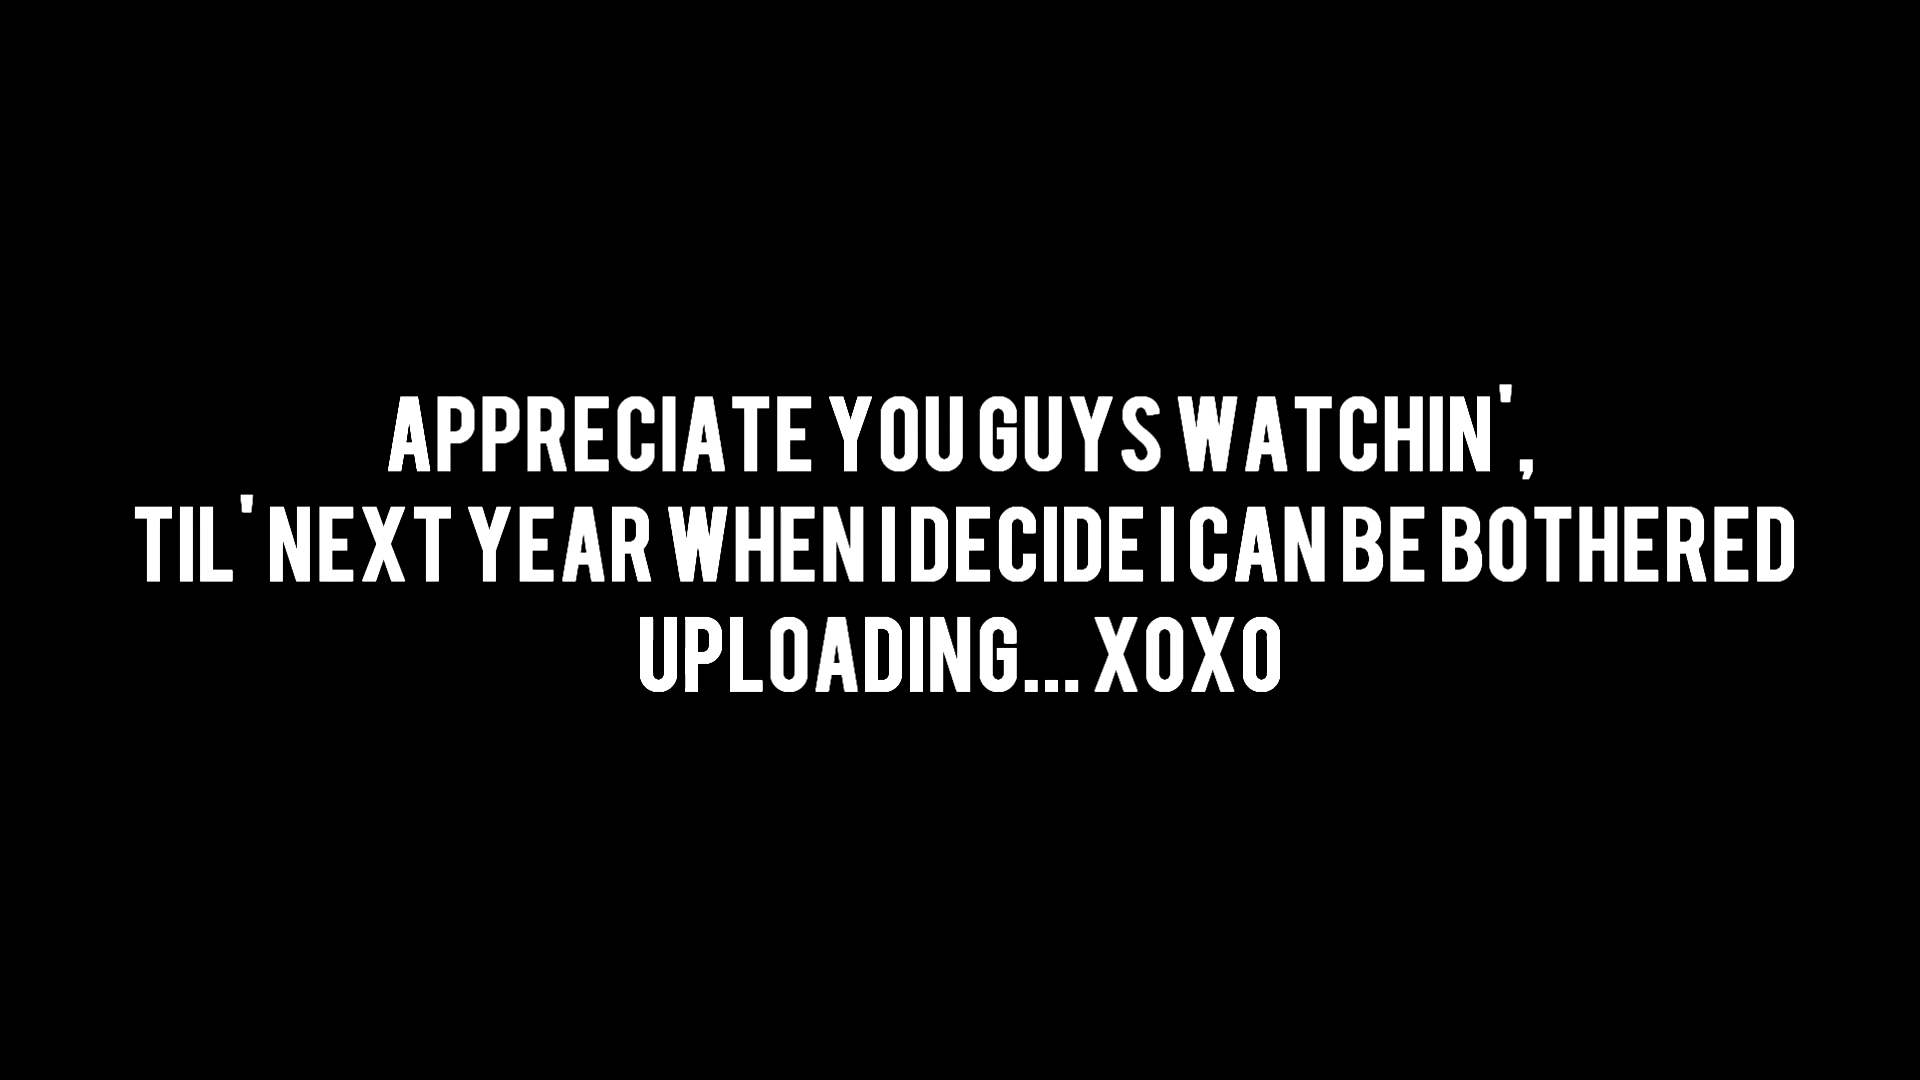 APPRECIATE YOU GUYS WATCHIN',
TIL' NEXT YEAR WHEN I DECIDE I CAN BE BOTHERED
UPLOADING... XOXO